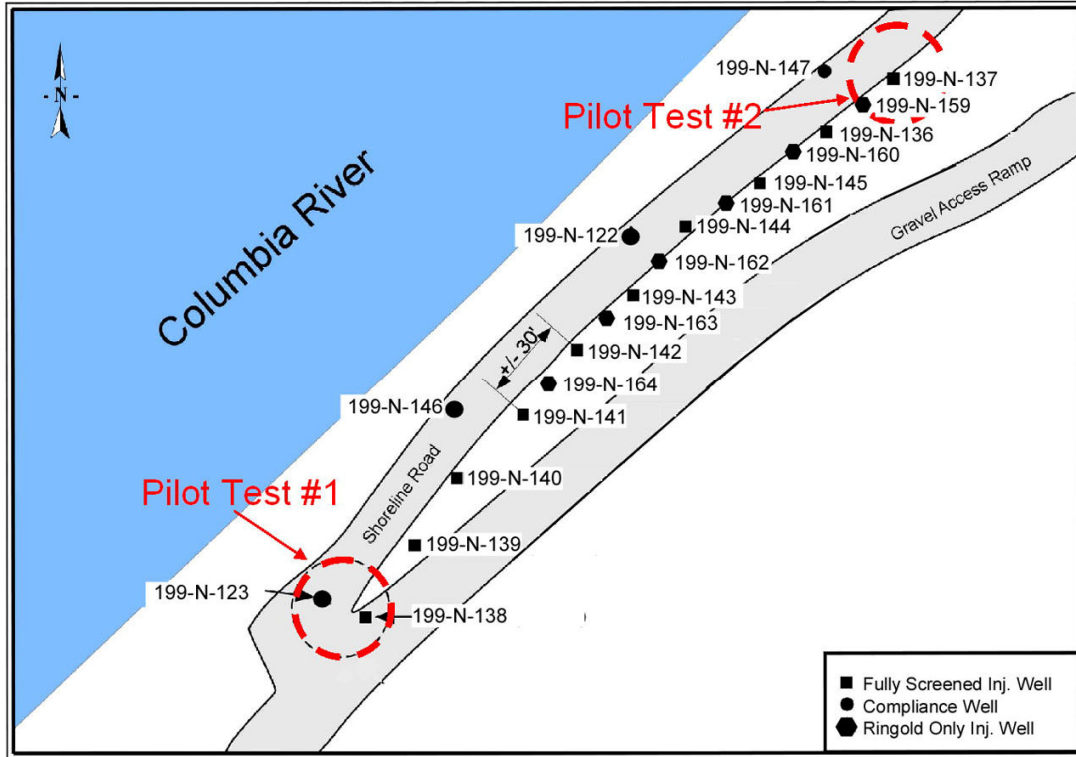 - N -
Columbia River
199-N-147
199-N-137
Pilot Test #2
199-N-159
199-N-136
199-N-160
199-N-145
199-N-161
199-N-144
199-N-122
199-N-162
199-N-143
199-N-163
199-N-142
+/- 30'
199-N-164
199-N-146
199-N-141
199-N-140
Shoreline Road
Gravel Access Ramp
Pilot Test #1
199-N-139
199-N-123
199-N-138
Fully Screened Inj. Well
Compliance Well
Ringold Only Inj. Well